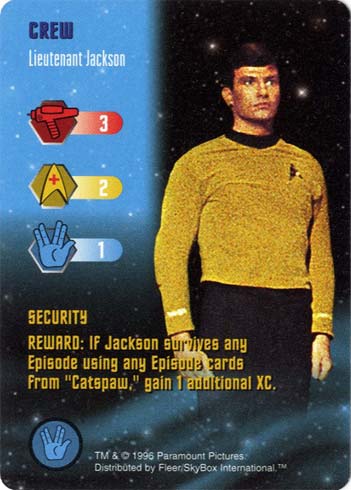 CREW
Lieutenant Jackson
3
2
1
SECURITY
REWARD: IF Jackson survives any
Episode using any Episode cards
From "Catspaw," gain 1 additional XC.
TM & © 1996 Paramount Pictures.
Distributed by Fleer/SkyBox International.™